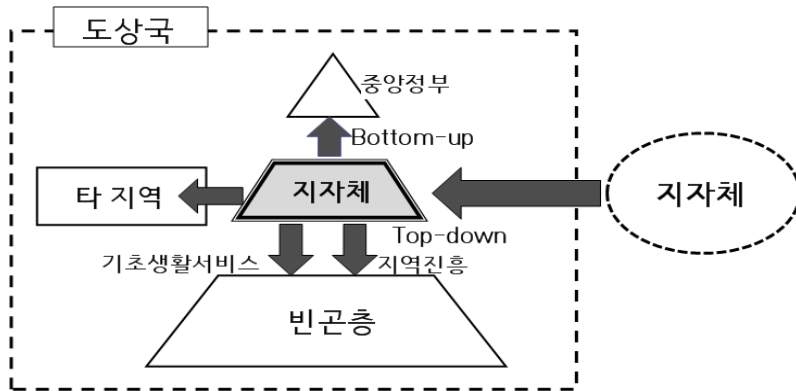 도상국
중앙정부
Bottom-up
타 지역
지자체
지자체
Top-down
기초생활서비스
지역진흥
빈곤층